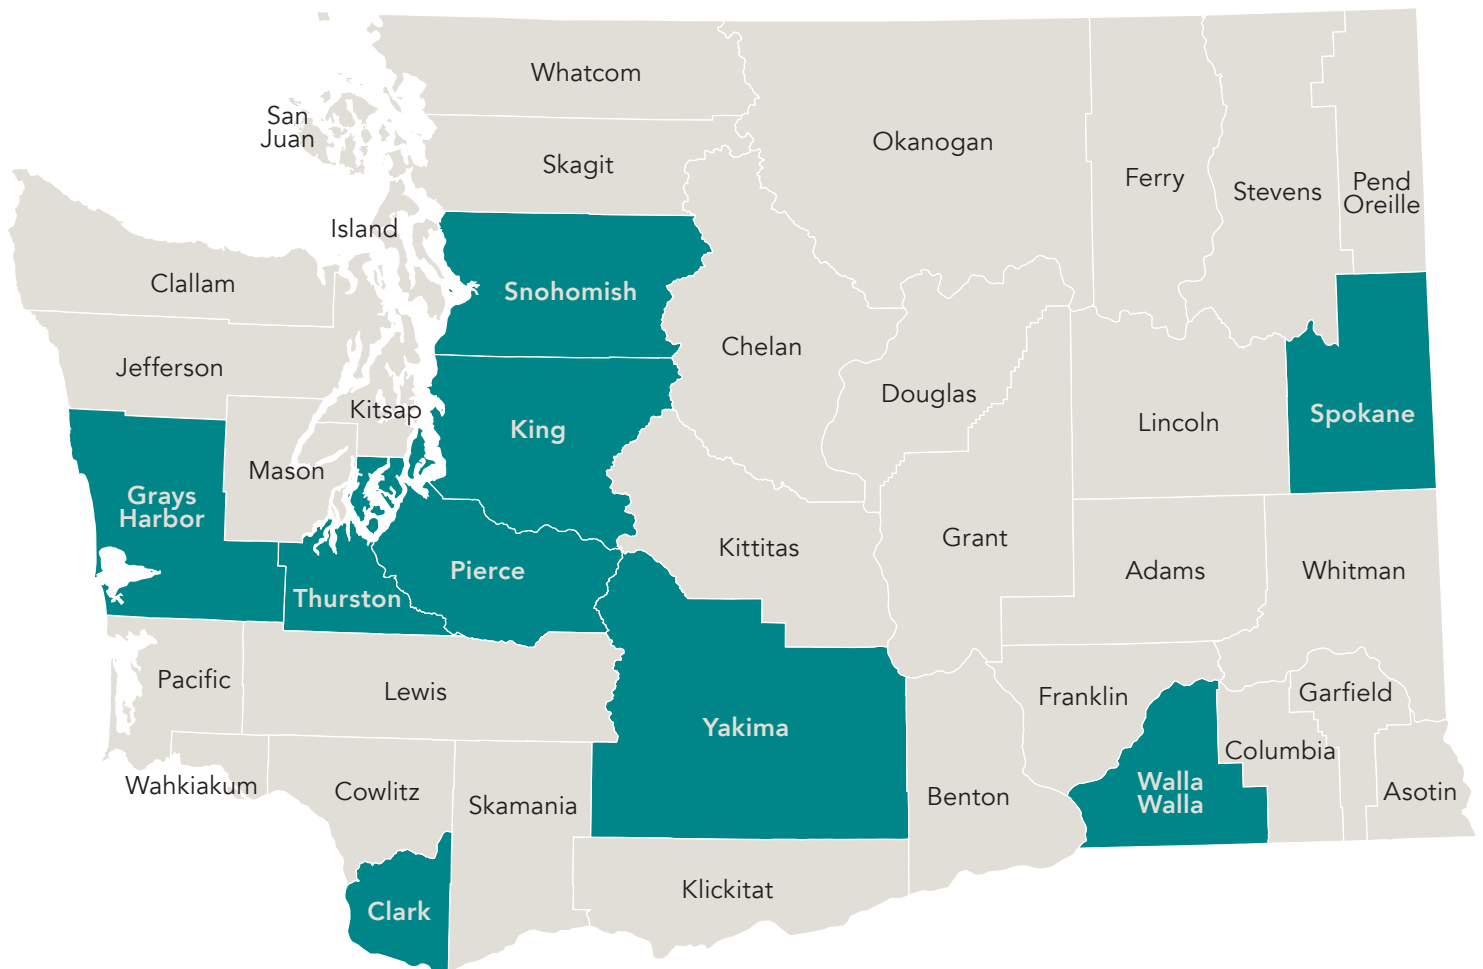 Whatcom
San
Juan
Okanogan
Skagit
Ferry
Stevens
Pend
Oreille
Island
Clallam
Snohomish
Chelan
Jefferson
Douglas
Kitsap
Spokane
Lincoln
King
Mason
Grays
Harbor
Grant
Kittitas
Pierce
Adams
Whitman
Thurston
Pacific
Lewis
Franklin
Garfield
Yakima
Columbia
Wahkiakum
Cowlitz
Skamania
Benton
Walla
Walla
Asotin
Klickitat
Clark